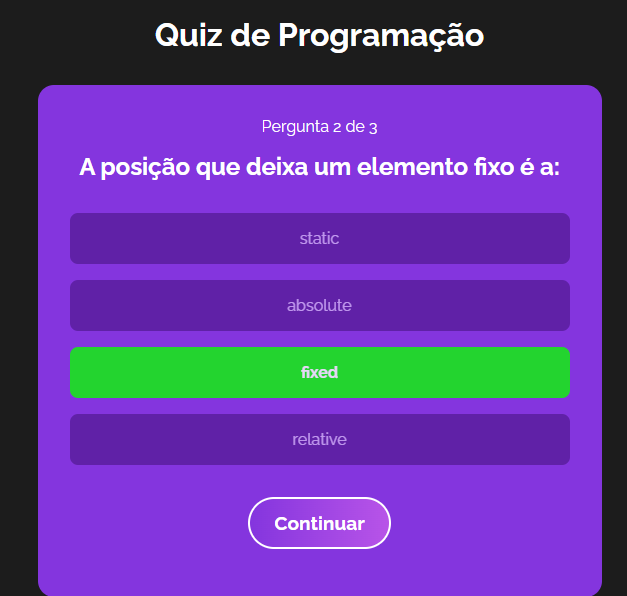 Quiz de Programação
Pergunta 2 de 3
A posição que deixa um elemento fixo é a:
static
absolute
fixed
relative
Continuar